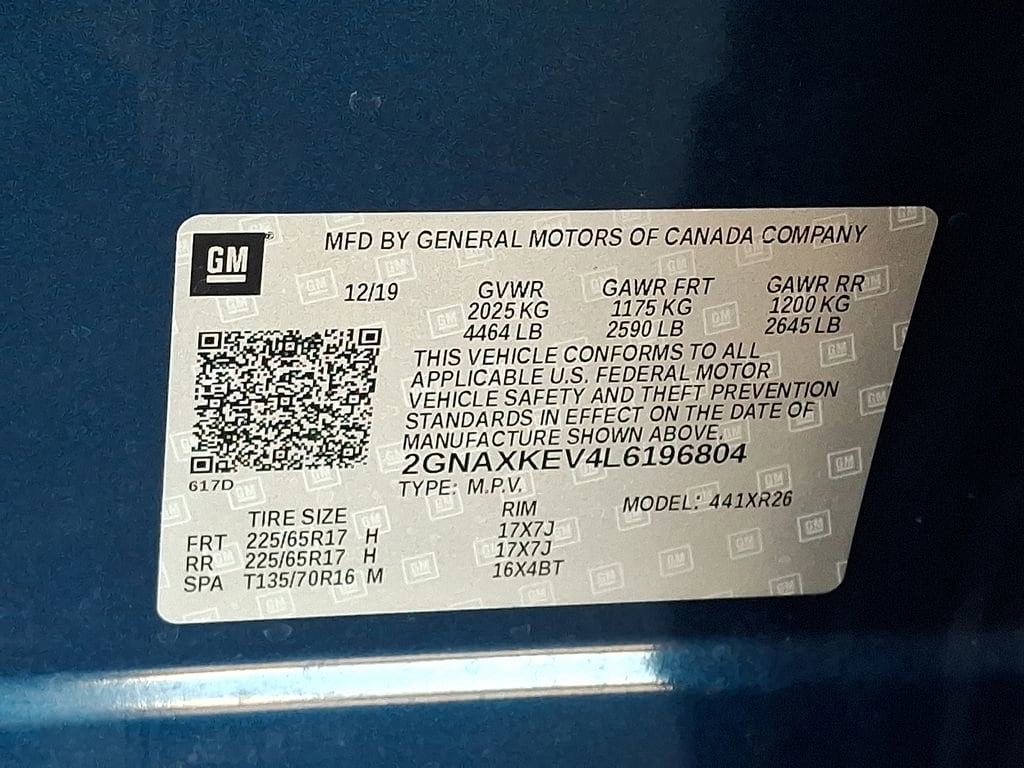 GM
MFD BY GENERAL MOTORS OF CANADA COMPANY
12/19
GVWR GAWR FRT GAWR RR
2025 KG 1175 KG 1200 KG
4464 LB 2590 LB 2645 LB
THIS VEHICLE CONFORMS TO ALL
APPLICABLE U.S. FEDERAL MOTOR
VEHICLE SAFETY AND THEFT PREVENTION
STANDARDS IN EFFECT ON THE DATE OF
MANUFACTURE SHOWN ABOVE.
2GNAXKEV4L6196804
617D
TYPE: M.P.V. MODEL: 441XR26
TIRE SIZE RIM
FRT 225/65R17 H 17X7J
RR 225/65R17 H 17X7J
SPA T135/70R16 M 16X4BT